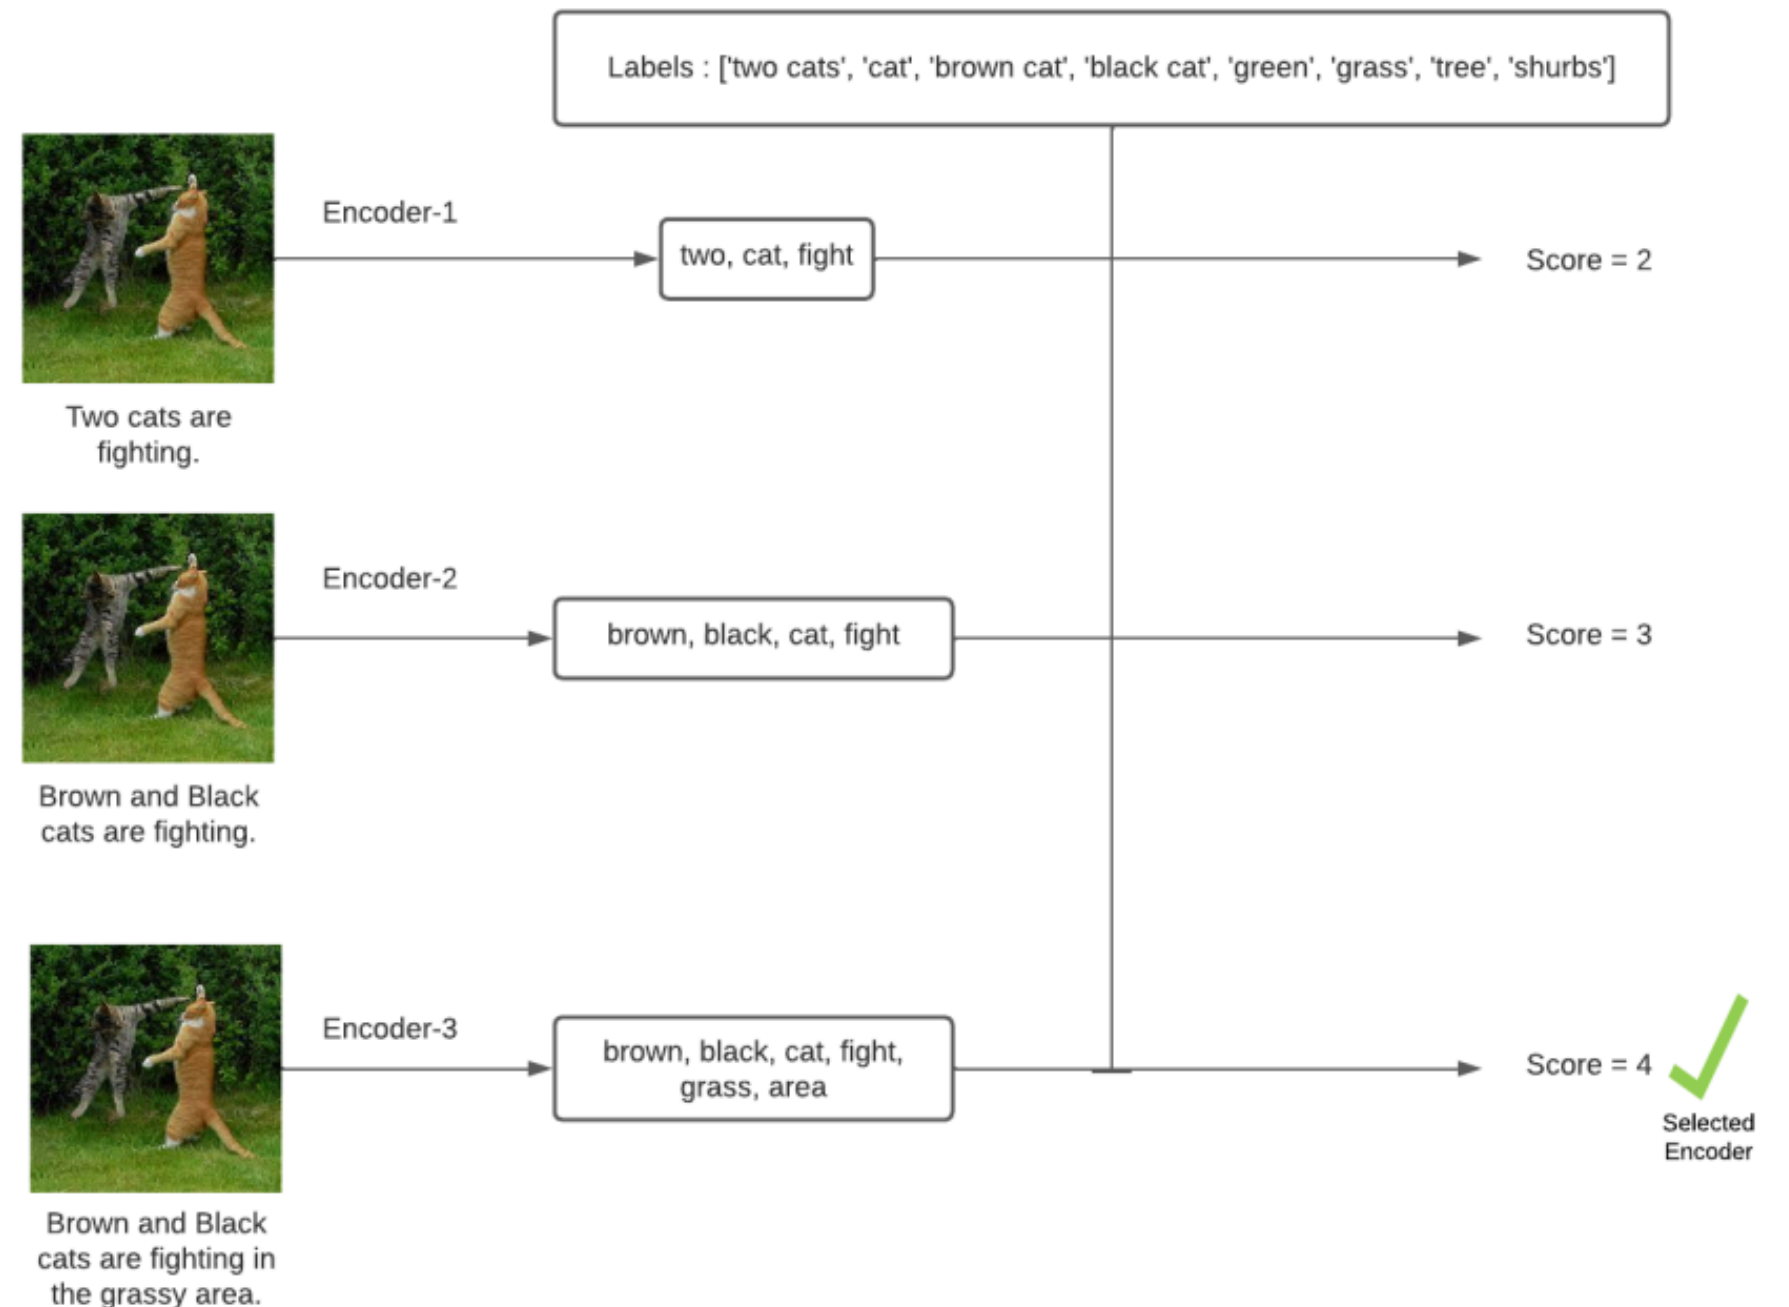 Labels : ['two cats', 'cat', 'brown cat', 'black cat', 'green', 'grass', 'tree', 'shurbs']
Encoder-1
two, cat, fight
Score = 2
Two cats are
fighting.
Encoder-2
brown, black, cat, fight
Score = 3
Brown and Black
cats are fighting.
Encoder-3
brown, black, cat, fight,
grass, area
Score = 4
Selected
Encoder
Brown and Black
cats are fighting in
the grassy area.